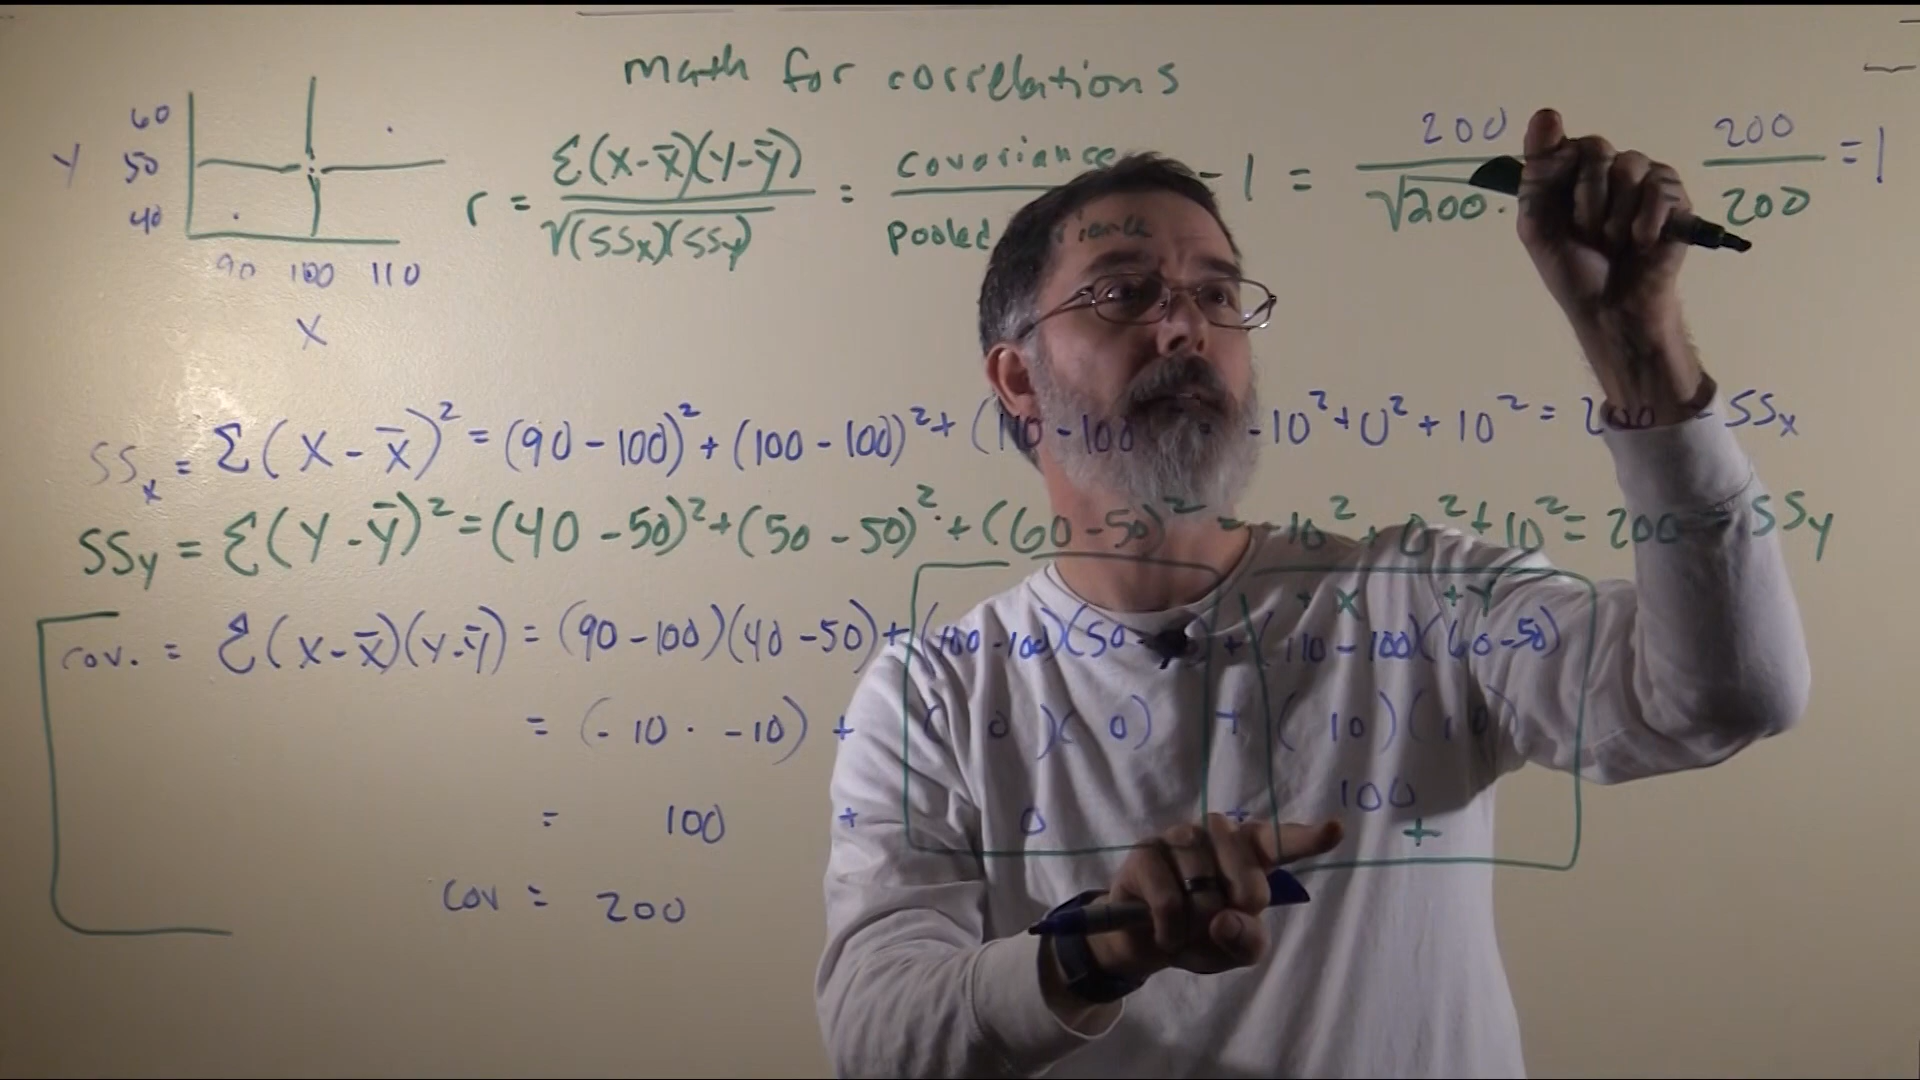 math for correlations
60
Y 50
40
90 100 110
X
r = Σ(X-X̄)(Y-Ȳ) / √(SSx)(SSy) = covariance / pooled = 200 / √200· 200 / 200 = 1
SSx = Σ(X - X̄)² = (90 - 100)² + (100 - 100)² + (110 - 100 -10² + 0² + 10² = 200 SSx
SSy = Σ(Y - Ȳ)² = (40 - 50)² + (50 - 50)² + (60 - 50)² = -10² + 0² + 10² = 200 = SSy
+X +Y
cov. = Σ(X-X̄)(Y-Ȳ) = (90 - 100)(40 - 50) + (100 - 100)(50 - + (110 - 100)(60 - 50)
= (-10 · -10) + (0)(0) + (10)(10)
= 100 + 0 + 100
+
cov = 200